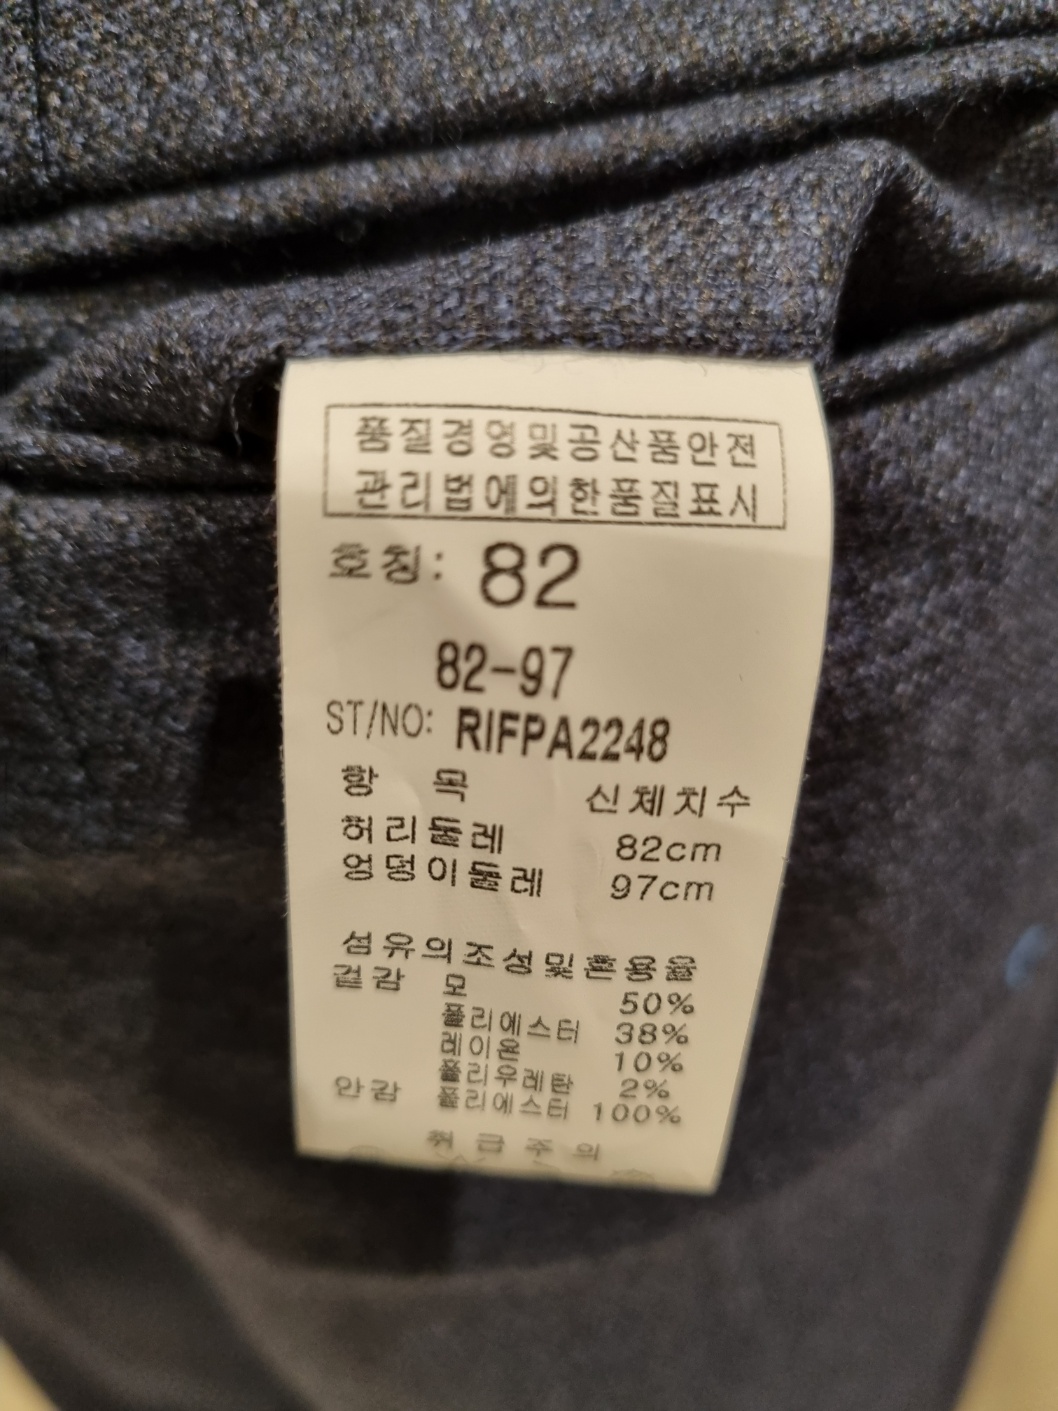 품질경영및공산품안전
관리법에의한품질표시
호칭: 82
82-97
ST/NO: RIFPA2248
항 목 신체치수
허리둘레 82cm
엉덩이둘레 97cm
섬유의조성및혼용율
겉감 모 50%
폴리에스터 38%
레이온 10%
폴리우레탄 2%
안감 폴리에스터 100%
취급주의